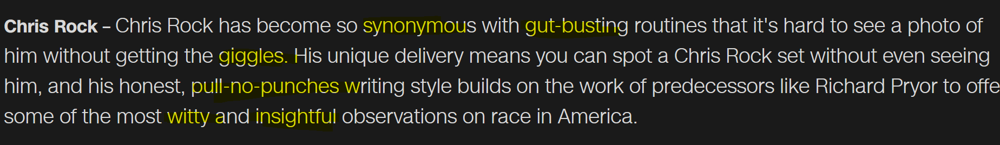 Chris Rock – Chris Rock has become so synonymous with gut-busting routines that it's hard to see a photo of
him without getting the giggles. His unique delivery means you can spot a Chris Rock set without even seeing
him, and his honest, pull-no-punches writing style builds on the work of predecessors like Richard Pryor to offe
some of the most witty and insightful observations on race in America.